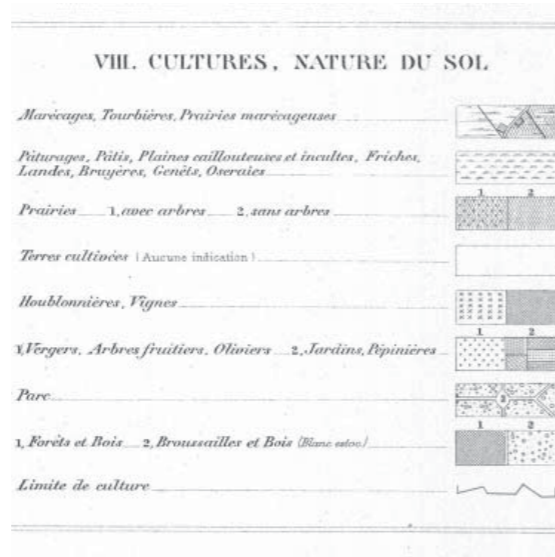 VIII. CULTURES, NATURE DU SOL
Marécages, Tourbières, Prairies marécageuses
Pâturages, Pâtis, Plaines caillouteuses et incultes, Friches,
Landes, Bruyères, Genêts, Oseraies
1 2
Prairies 1, avec arbres 2, sans arbres
Terres cultivées (Aucune indication)
Houblonnières, Vignes
1 2
1, Vergers, Arbres fruitiers, Oliviers 2, Jardins, Pépinières
Parc
1 2
1, Forêts et Bois 2, Broussailles et Bois (Blanc estoc)
Limite de culture